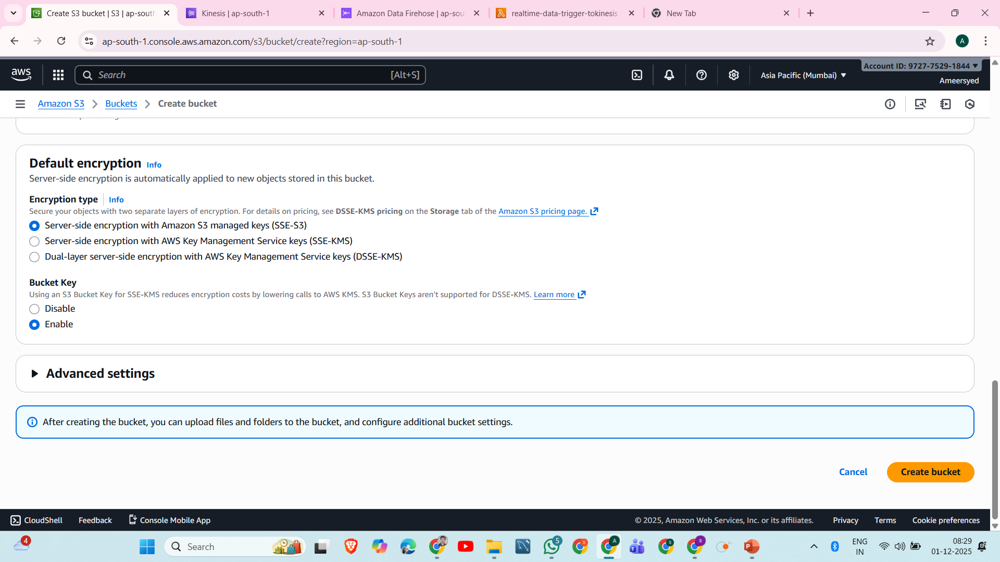 Create S3 bucket | S3 | ap-south
Kinesis | ap-south-1
Amazon Data Firehose | ap-sou
realtime-data-trigger-tokinesis
New Tab
ap-south-1.console.aws.amazon.com/s3/bucket/create?region=ap-south-1
A
aws
Search
[Alt+S]
Asia Pacific (Mumbai)
Account ID: 9727-7529-1844
Ameersyed
Amazon S3
Buckets
Create bucket
Default encryption Info
Server-side encryption is automatically applied to new objects stored in this bucket.
Encryption type Info
Secure your objects with two separate layers of encryption. For details on pricing, see DSSE-KMS pricing on the Storage tab of the Amazon S3 pricing page.
Server-side encryption with Amazon S3 managed keys (SSE-S3)
Server-side encryption with AWS Key Management Service keys (SSE-KMS)
Dual-layer server-side encryption with AWS Key Management Service keys (DSSE-KMS)
Bucket Key
Using an S3 Bucket Key for SSE-KMS reduces encryption costs by lowering calls to AWS KMS. S3 Bucket Keys aren't supported for DSSE-KMS. Learn more
Disable
Enable
Advanced settings
After creating the bucket, you can upload files and folders to the bucket, and configure additional bucket settings.
Cancel
Create bucket
CloudShell
Feedback
Console Mobile App
© 2025, Amazon Web Services, Inc. or its affiliates.
Privacy
Terms
Cookie preferences
4
Search
5
S
A
S
S
ENG
IN
08:29
01-12-2025